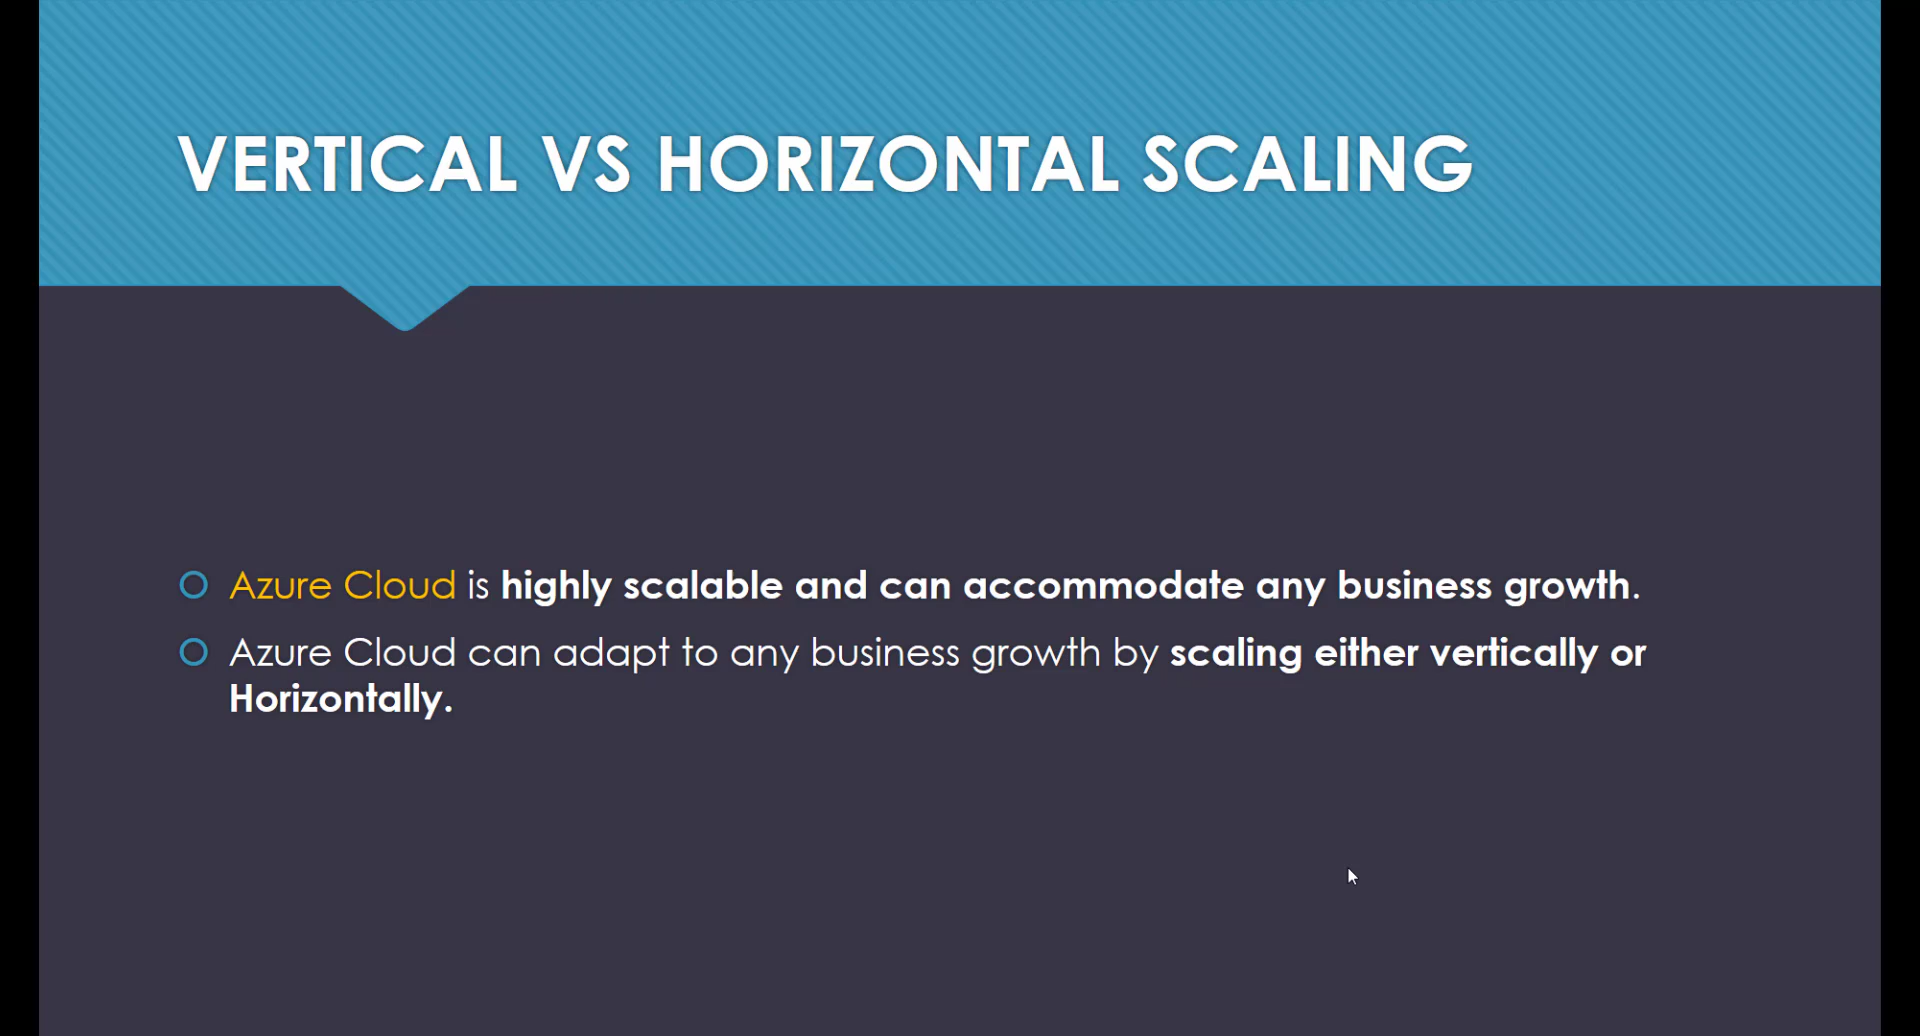 VERTICAL VS HORIZONTAL SCALING
Azure Cloud is highly scalable and can accommodate any business growth.
Azure Cloud can adapt to any business growth by scaling either vertically or
Horizontally.